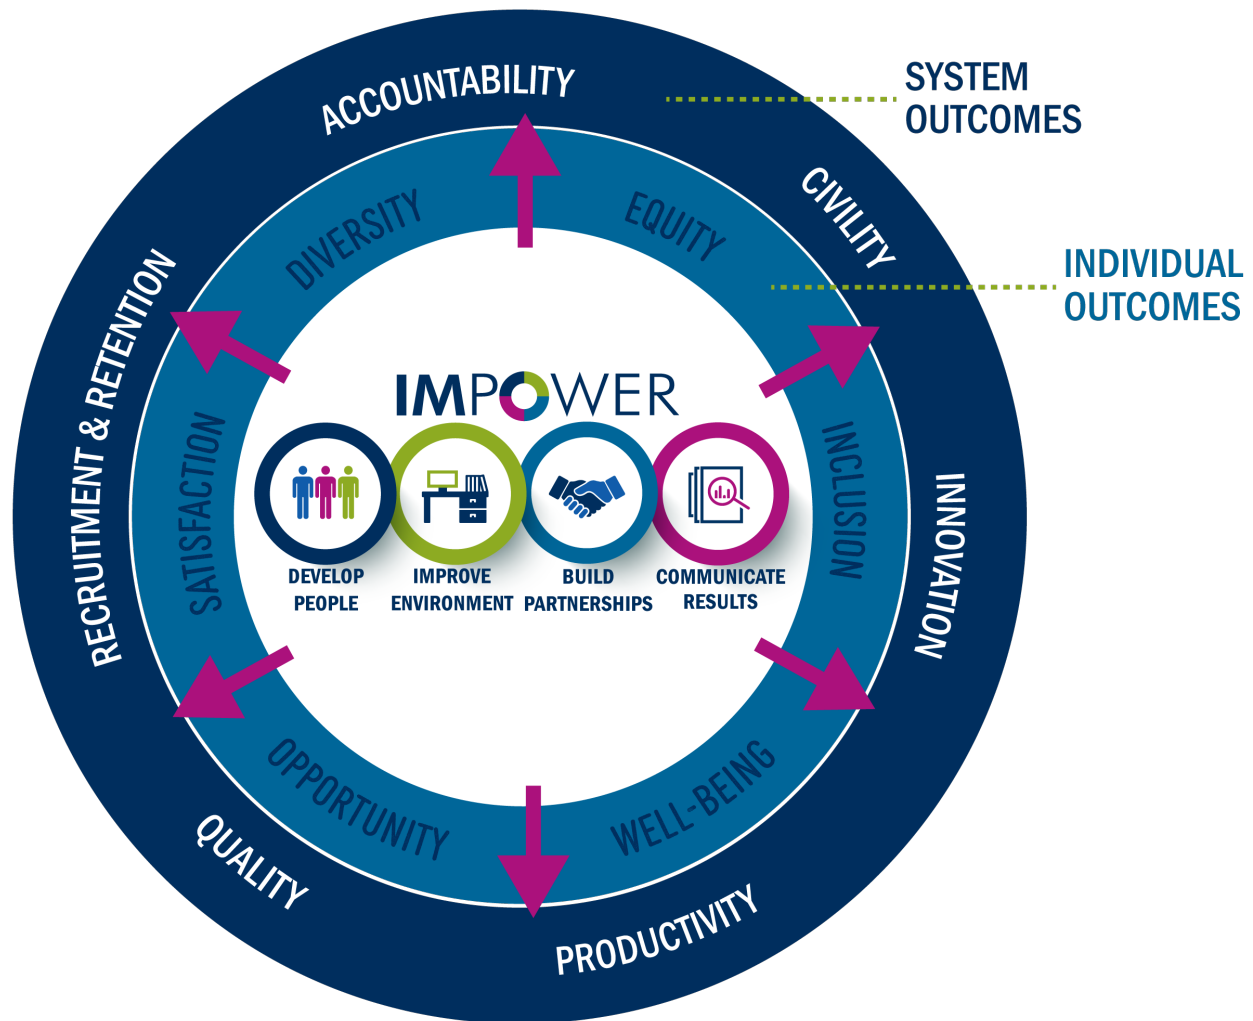 SYSTEM
OUTCOMES
INDIVIDUAL
OUTCOMES
ACCOUNTABILITY
CIVILITY
INNOVATION
PRODUCTIVITY
QUALITY
RECRUITMENT & RETENTION
DIVERSITY
EQUITY
INCLUSION
WELL-BEING
OPPORTUNITY
SATISFACTION
IMPOWER
DEVELOP
PEOPLE
IMPROVE
ENVIRONMENT
BUILD
PARTNERSHIPS
COMMUNICATE
RESULTS